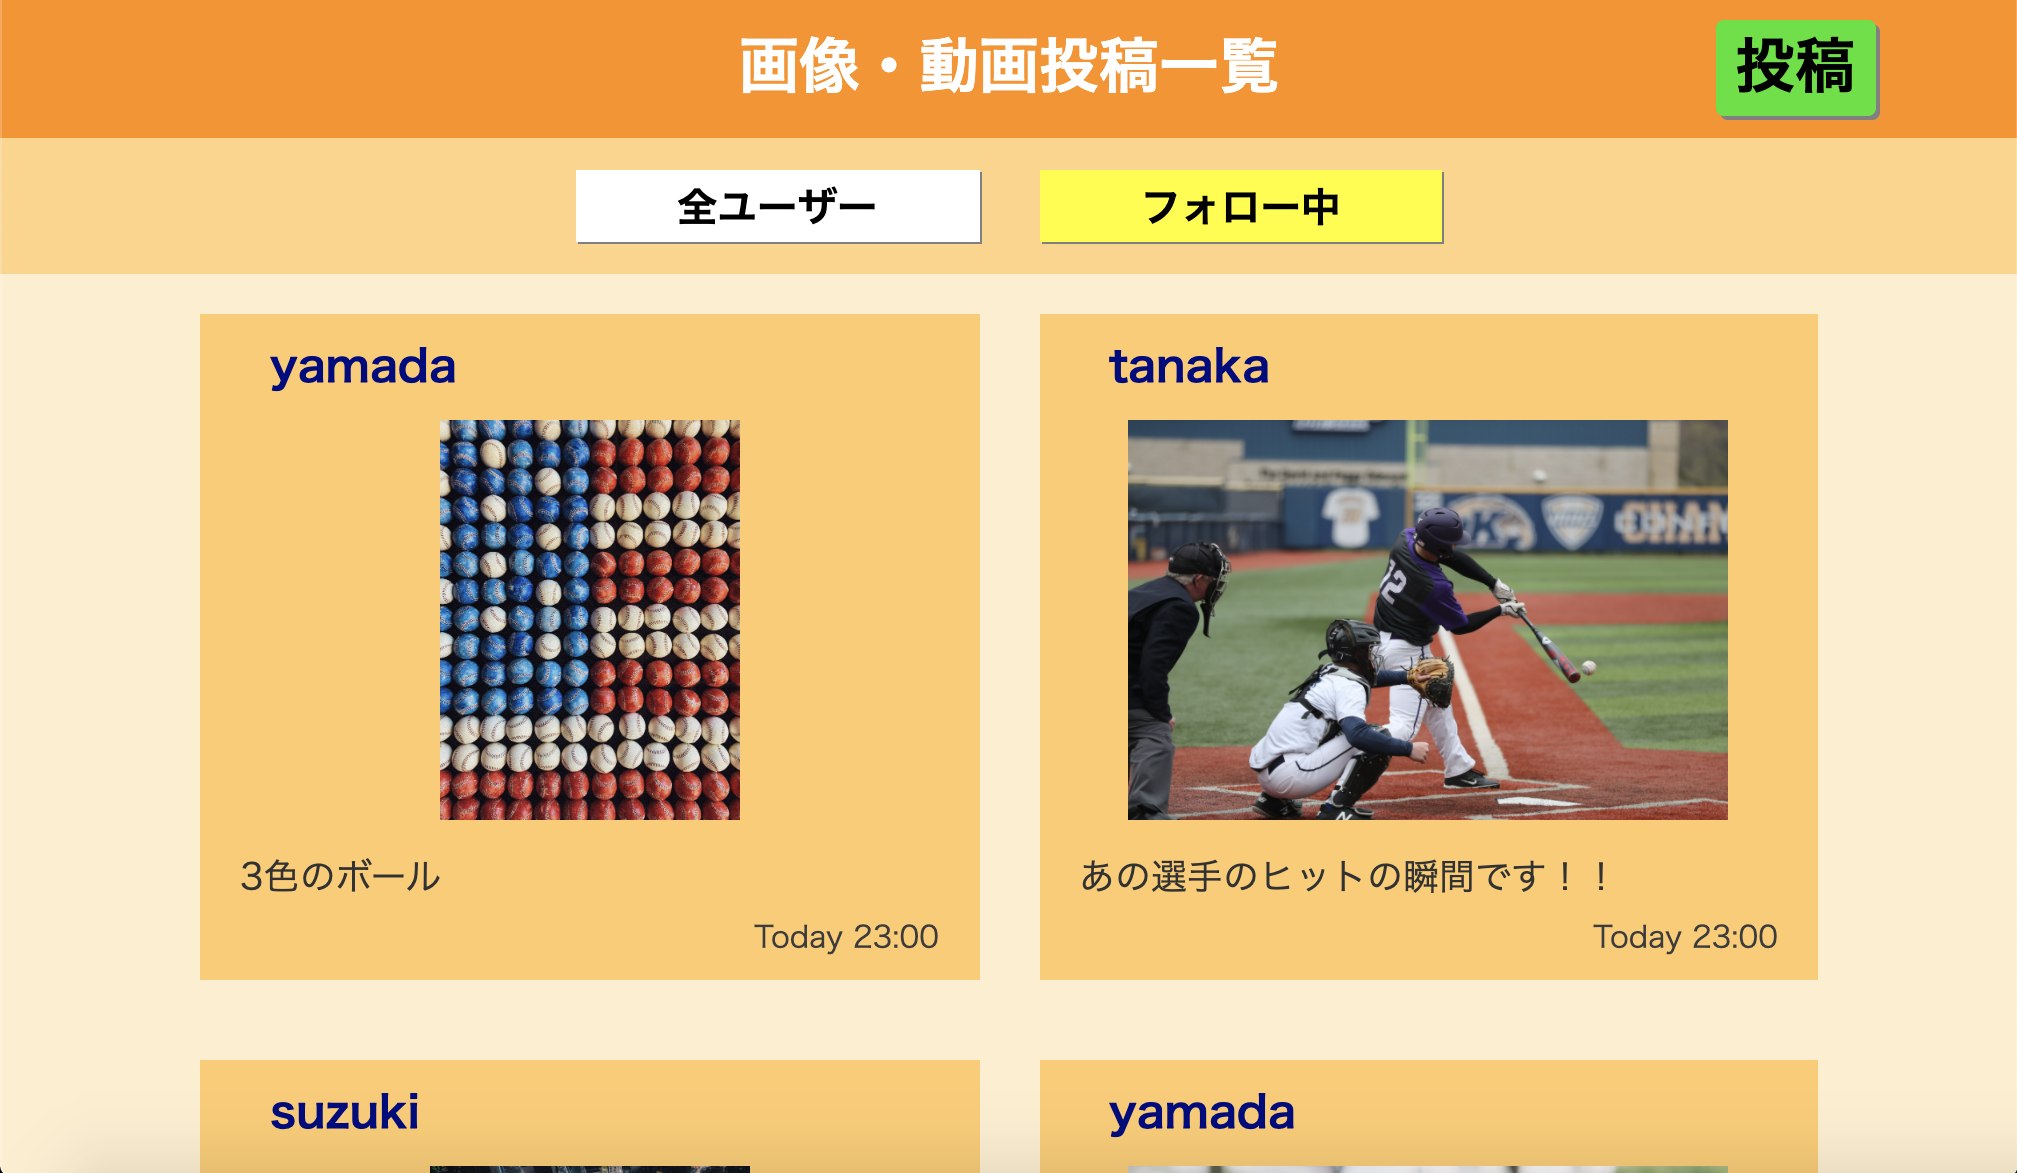 画像・動画投稿一覧
投稿
全ユーザー
フォロー中
yamada
tanaka
12
3色のボール
あの選手のヒットの瞬間です！！
Today 23:00
Today 23:00
suzuki
yamada